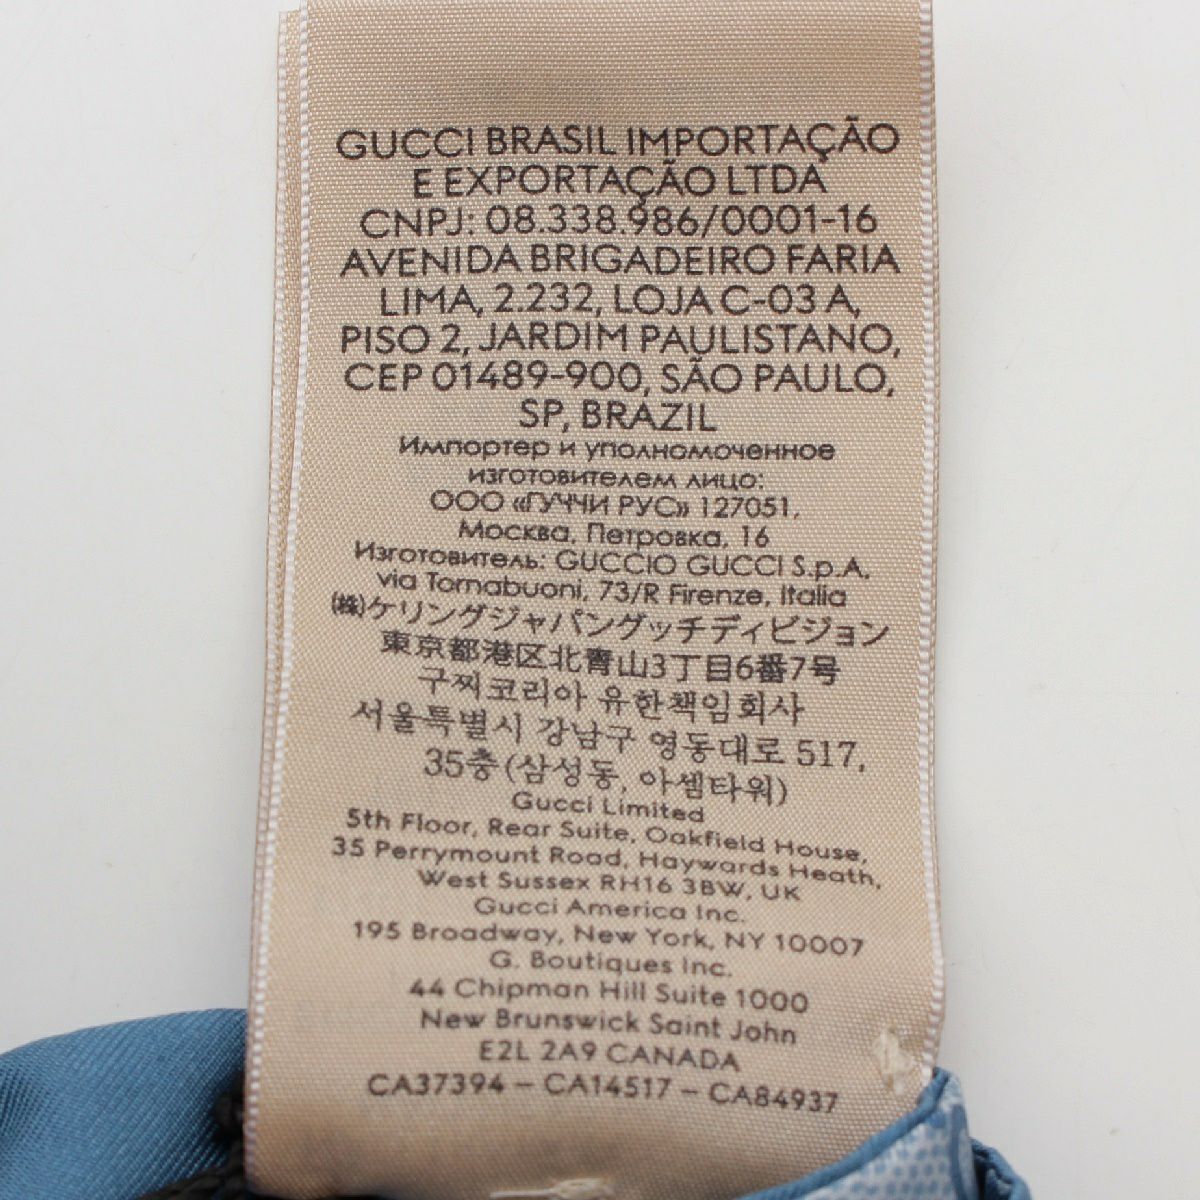 GUCCI BRASIL IMPORTAÇÃO
E EXPORTAÇÃO LTDA
CNPJ: 08.338.986/0001-16
AVENIDA BRIGADEIRO FARIA
LIMA, 2.232, LOJA C-03 A,
PISO 2, JARDIM PAULISTANO,
CEP 01489-900, SÃO PAULO,
SP, BRAZIL
Импортер и уполномоченное
изготовителем лицо:
ООО «ГУЧЧИ РУС» 127051,
Москва, Петровка, 16
Изготовитель: GUCCIO GUCCI S.p.A.
via Tornabuoni, 73/R Firenze, Italia
(株)ケリングジャパングッチディビジョン
東京都港区北青山3丁目6番7号
구찌코리아 유한책임회사
서울특별시 강남구 영동대로 517,
35층(삼성동, 아셈타워)
Gucci Limited
5th Floor, Rear Suite, Oakfield House,
35 Perrymount Road, Haywards Heath,
West Sussex RH16 3BW, UK
Gucci America Inc.
195 Broadway, New York, NY 10007
G. Boutiques Inc.
44 Chipman Hill Suite 1000
New Brunswick Saint John
E2L 2A9 CANADA
CA37394 – CA14517 – CA84937